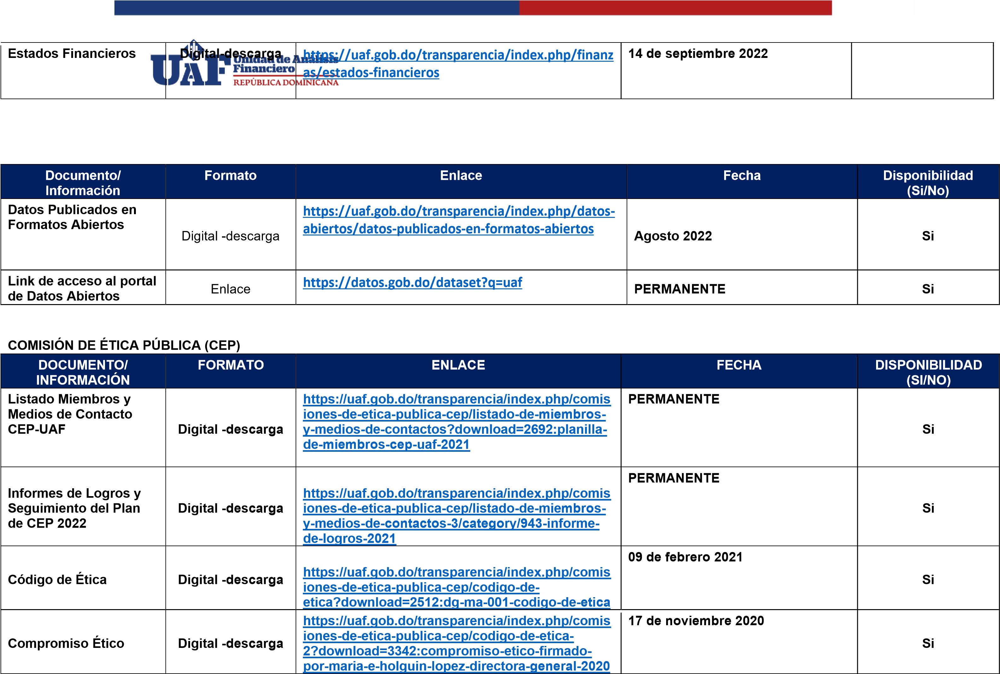 Estados Financieros
Digital-descarga
https://uaf.gob.do/transparencia/index.php/finanz
as/estados-financieros
14 de septiembre 2022
UAF
Unidad de Análisis
Financiero
REPÚBLICA DOMINICANA
Documento/
Información
Formato
Enlace
Fecha
Disponibilidad
(Si/No)
Datos Publicados en
Formatos Abiertos
Digital -descarga
https://uaf.gob.do/transparencia/index.php/datos-
abiertos/datos-publicados-en-formatos-abiertos
Agosto 2022
Si
Link de acceso al portal
de Datos Abiertos
Enlace
https://datos.gob.do/dataset?q=uaf
PERMANENTE
Si
COMISIÓN DE ÉTICA PÚBLICA (CEP)
DOCUMENTO/
INFORMACIÓN
FORMATO
ENLACE
FECHA
DISPONIBILIDAD
(SI/NO)
Listado Miembros y
Medios de Contacto
CEP-UAF
Digital -descarga
https://uaf.gob.do/transparencia/index.php/comis
iones-de-etica-publica-cep/listado-de-miembros-
y-medios-de-contactos?download=2692:planilla-
de-miembros-cep-uaf-2021
PERMANENTE
Si
Informes de Logros y
Seguimiento del Plan
de CEP 2022
Digital -descarga
https://uaf.gob.do/transparencia/index.php/comis
iones-de-etica-publica-cep/listado-de-miembros-
y-medios-de-contactos-3/category/943-informe-
de-logros-2021
PERMANENTE
Si
Código de Ética
Digital -descarga
https://uaf.gob.do/transparencia/index.php/comis
iones-de-etica-publica-cep/codigo-de-
etica?download=2512:dg-ma-001-codigo-de-etica
09 de febrero 2021
Si
Compromiso Ético
Digital -descarga
https://uaf.gob.do/transparencia/index.php/comis
iones-de-etica-publica-cep/codigo-de-etica-
2?download=3342:compromiso-etico-firmado-
por-maria-e-holguin-lopez-directora-general-2020
17 de noviembre 2020
Si